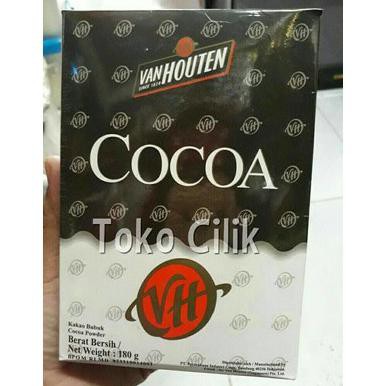 VAN HOUTEN
SINCE 1828
COCOA
Toko Cilik
VH
Kakao Bubuk
Cocoa Powder
Berat Bersih/
Net Weight : 180 g